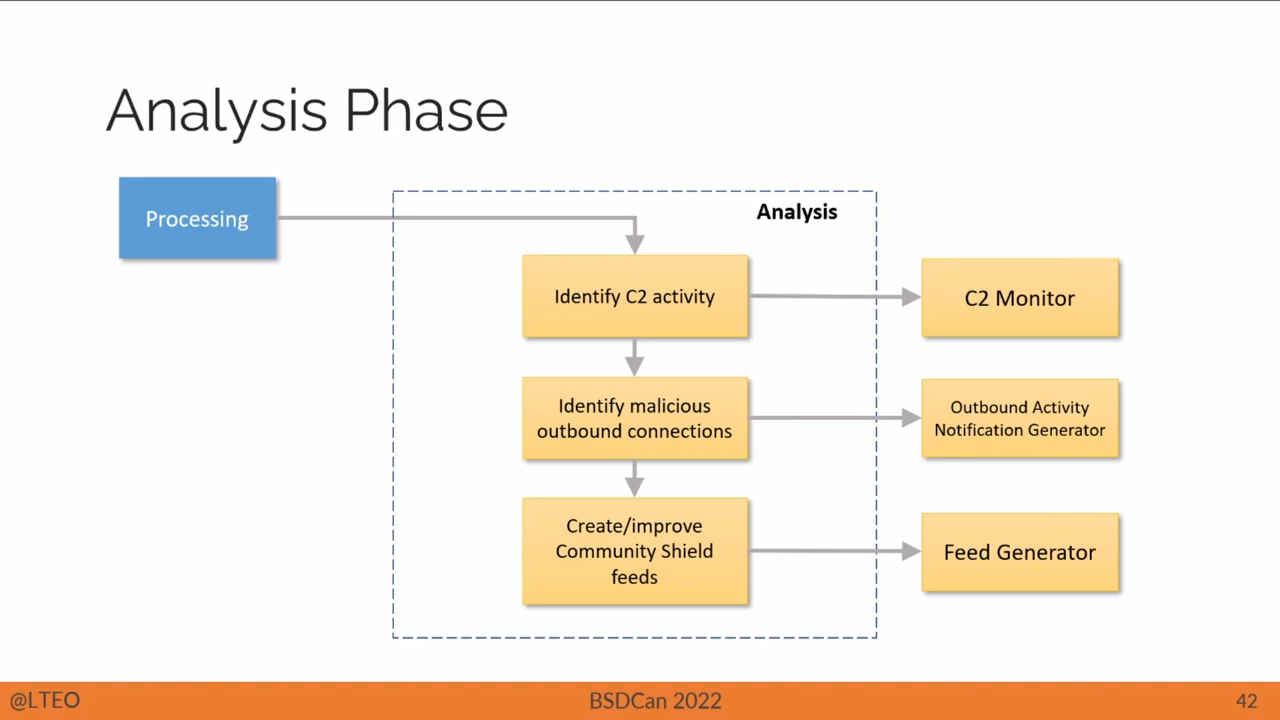 Analysis Phase
Processing
Analysis
Identify C2 activity
C2 Monitor
Identify malicious
outbound connections
Outbound Activity
Notification Generator
Create/improve
Community Shield
feeds
Feed Generator
@LTEO
BSDCan 2022
42